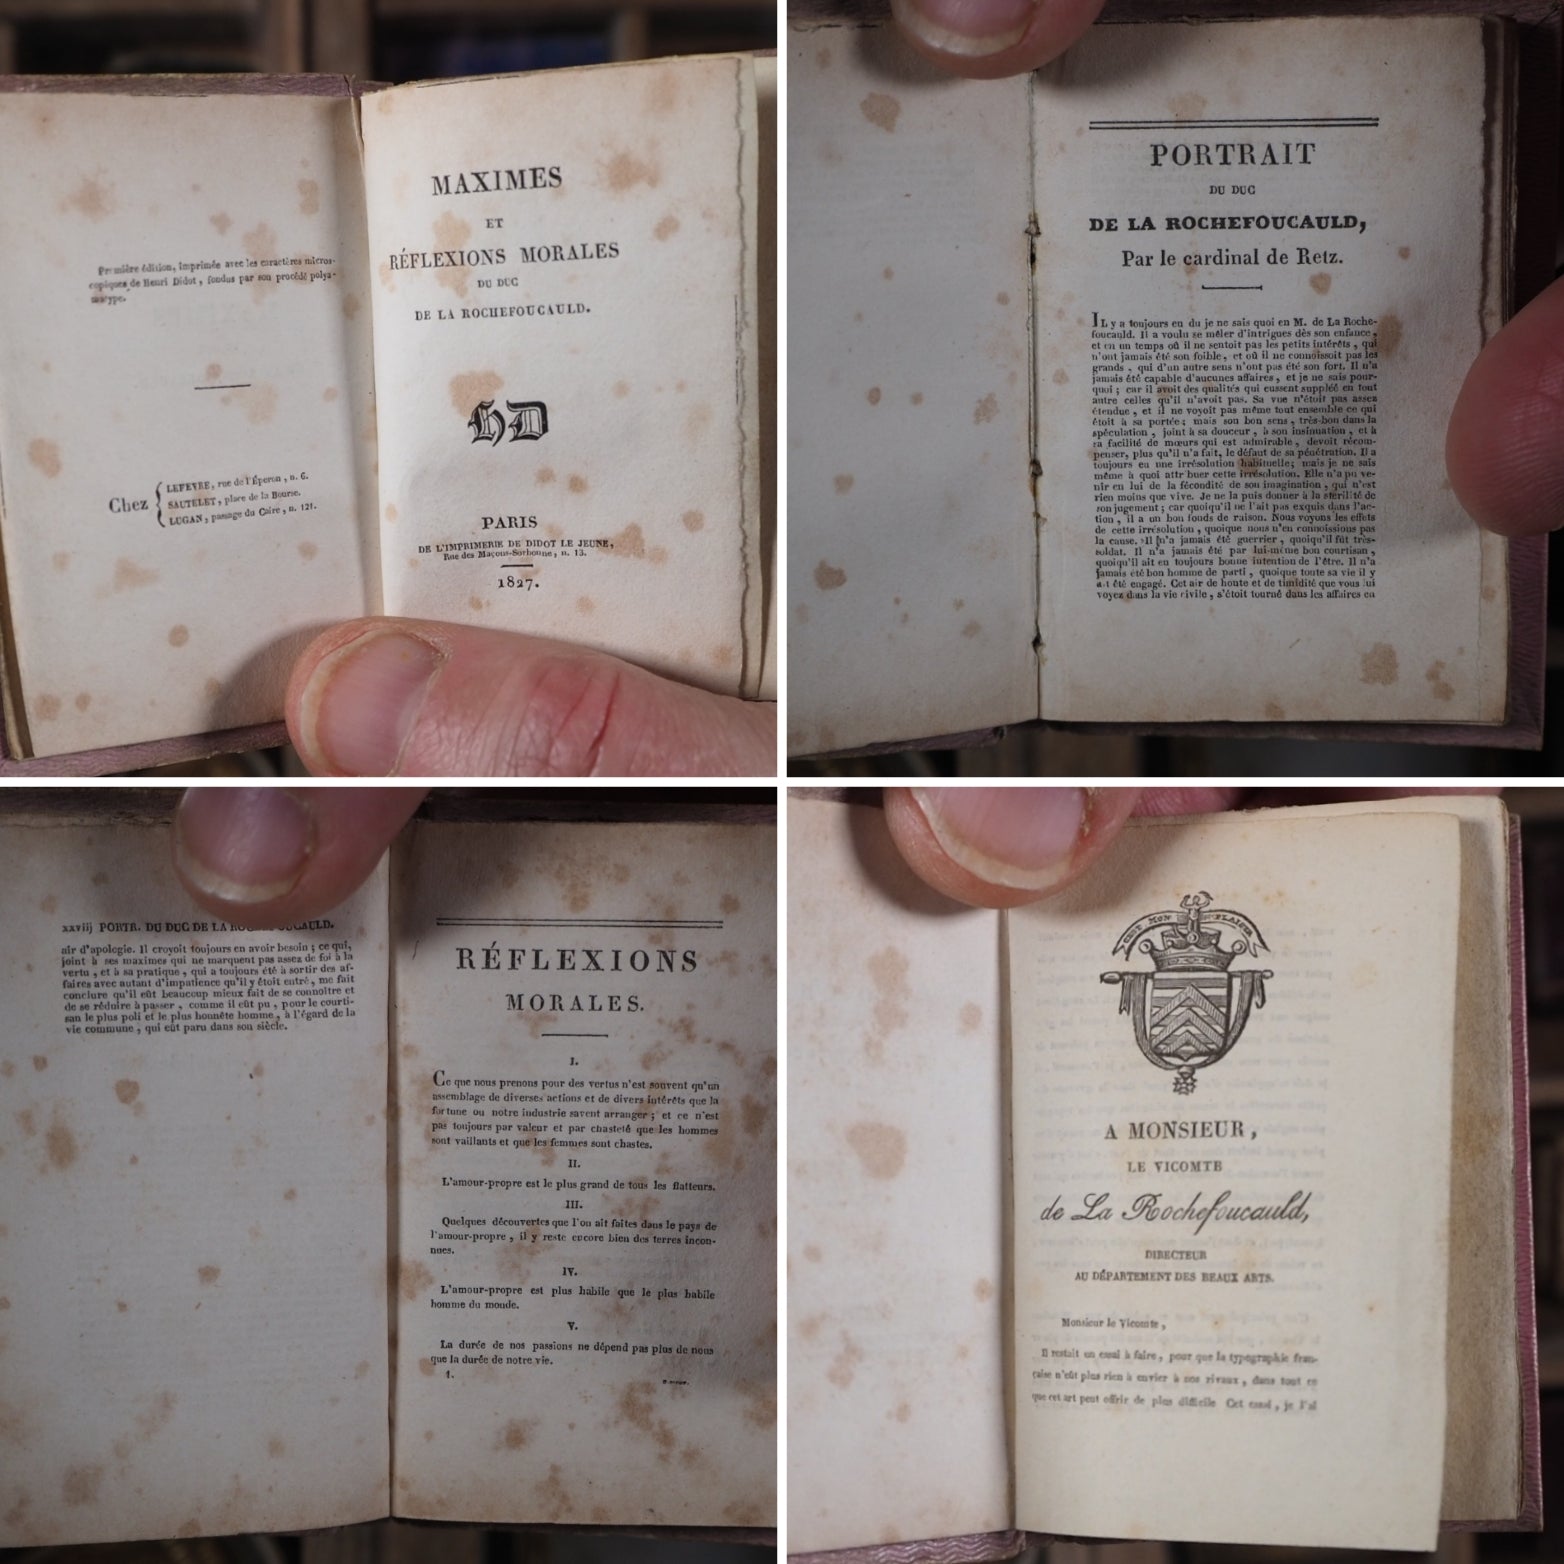 Première édition, imprimée avec les caractères micros-
copiques de Henri Didot, fondus par son procédé polya-
matype.
Chez
LEFEVRE, rue de l'Éperon, n. 6.
SAUTELET, place de la Bourse.
LUGAN, passage du Caire, n. 121.
MAXIMES
ET
RÉFLEXIONS MORALES
DU DUC
DE LA ROCHEFOUCAULD.
HD
PARIS
DE L'IMPRIMERIE DE DIDOT LE JEUNE,
Rue des Maçons-Sorbonne, n. 13.
1827.
PORTRAIT
DU DUC
DE LA ROCHEFOUCAULD,
Par le cardinal de Retz.
IL y a toujours eu du je ne sais quoi en M. de La Roche-
foucauld. Il a voulu se mêler d'intrigues dès son enfance,
et en un temps où il ne sentoit pas les petits intérêts, qui
n'ont jamais été son foible, et où il ne connoissoit pas les
grands, qui d'un autre sens n'ont pas été son fort. Il n'a
jamais été capable d'aucunes affaires, et je ne sais pour-
quoi; car il avoit des qualités qui eussent suppléé en tout
autre celles qu'il n'avoit pas. Sa vue n'étoit pas assez
étendue, et il ne voyoit pas même tout ensemble ce qui
étoit à sa portée; mais son bon sens, très-bon dans la
spéculation, joint à sa douceur, à son insinuation, et à
sa facilité de mœurs qui est admirable, devoit récom-
penser, plus qu'il n'a fait, le défaut de sa pénétration. Il a
toujours eu une irrésolution habituelle; mais je ne sais
même à quoi attribuer cette irrésolution. Elle n'a pu ve-
nir en lui de la fécondité de son imagination, qui n'est
rien moins que vive. Je ne la puis donner à la stérilité de
son jugement; car quoiqu'il ne l'ait pas exquis dans l'ac-
tion, il a un bon fonds de raison. Nous voyons les effets
de cette irrésolution, quoique nous n'en connoissions pas
la cause. Il n'a jamais été guerrier, quoiqu'il fût très-
soldat. Il n'a jamais été par lui-même bon courtisan,
quoiqu'il ait eu toujours bonne intention de l'être. Il n'a
jamais été bon homme de parti, quoique toute sa vie il y
ait été engagé. Cet air de honte et de timidité que vous lui
voyez dans la vie civile, s'étoit tourné dans les affaires en
xxviij PORTR. DU DUC DE LA ROCHEFOUCAULD.
air d'apologie. Il croyoit toujours en avoir besoin; ce qui,
joint à ses maximes qui ne marquent pas assez de foi à la
vertu, et à sa pratique, qui a toujours été à sortir des af-
faires avec autant d'impatience qu'il y étoit entré, me fait
conclure qu'il eût beaucoup mieux fait de se connoître et
de se réduire à passer, comme il eût pu, pour le courti-
san le plus poli et le plus honnête homme, à l'égard de la
vie commune, qui eût paru dans son siècle.
RÉFLEXIONS
MORALES.
I.
Ce que nous prenons pour des vertus n'est souvent qu'un
assemblage de diverses actions et de divers intérêts que la
fortune ou notre industrie savent arranger; et ce n'est
pas toujours par valeur et par chasteté que les hommes
sont vaillants et que les femmes sont chastes.
II.
L'amour-propre est le plus grand de tous les flatteurs.
III.
Quelques découvertes que l'on ait faites dans le pays de
l'amour-propre, il y reste encore bien des terres incon-
nues.
IV.
L'amour-propre est plus habile que le plus habile
homme du monde.
V.
La durée de nos passions ne dépend pas plus de nous
que la durée de notre vie.
1.
C'EST MON PLAISIR
A MONSIEUR,
LE VICOMTE
de La Rochefoucauld,
DIRECTEUR
AU DÉPARTEMENT DES BEAUX ARTS.
Monsieur le Vicomte,
Il restait un essai à faire, pour que la typographie fran-
çaise n'eût plus rien à envier à nos rivaux, dans tout ce
que cet art peut offrir de plus difficile Cet essai, je l'ai